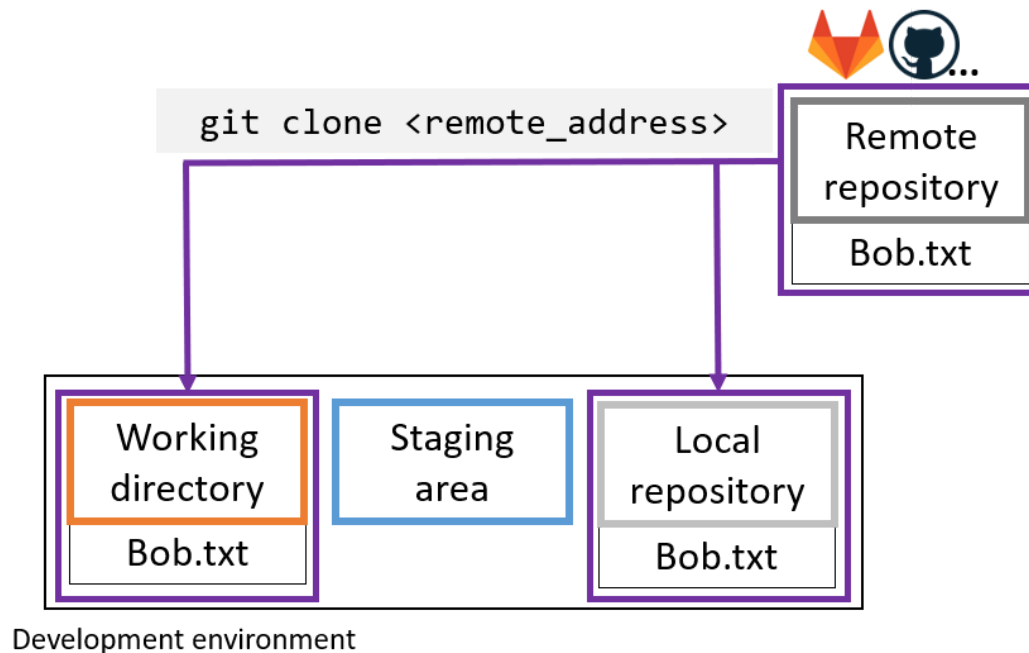 ...
git clone <remote_address>
Remote
repository
Bob.txt
Working
directory
Bob.txt
Staging
area
Local
repository
Bob.txt
Development environment